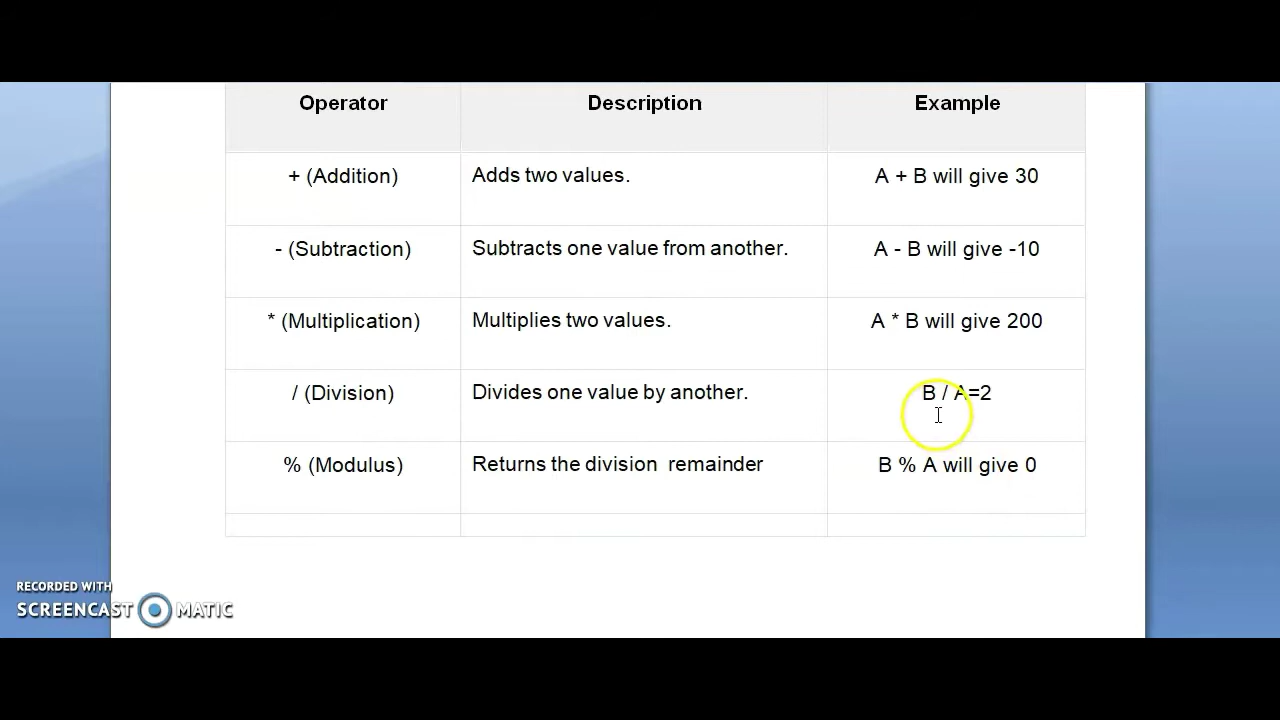 Operator Description Example
+ (Addition) Adds two values. A + B will give 30
- (Subtraction) Subtracts one value from another. A - B will give -10
* (Multiplication) Multiplies two values. A * B will give 200
/ (Division) Divides one value by another. B / A=2
% (Modulus) Returns the division remainder B % A will give 0
RECORDED WITH
SCREENCAST MATIC